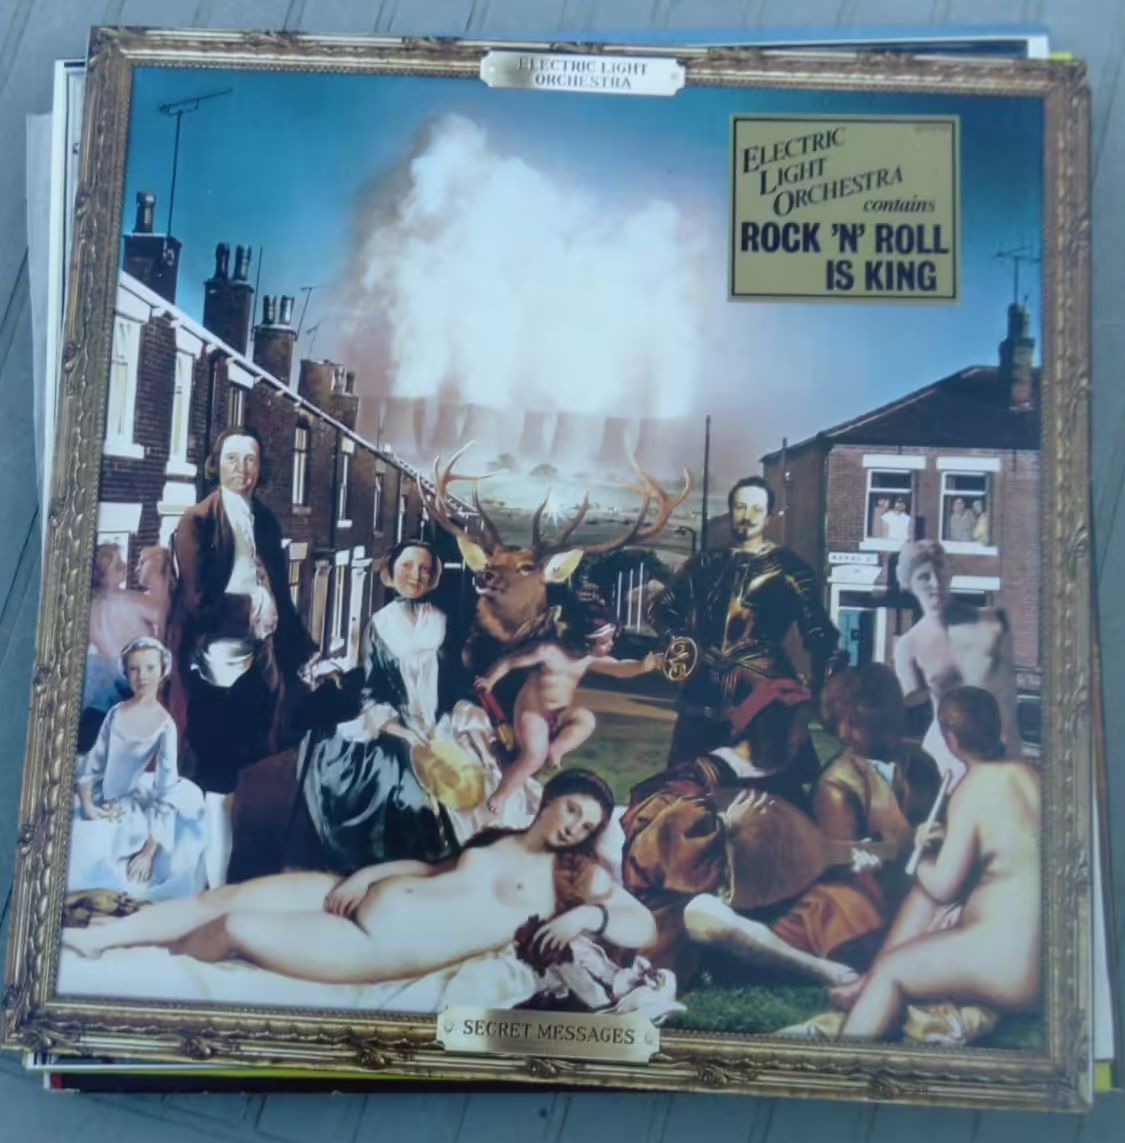 ELECTRIC LIGHT
ORCHESTRA
ELECTRIC
LIGHT
ORCHESTRA
contains
ROCK 'N' ROLL
IS KING
SECRET MESSAGES